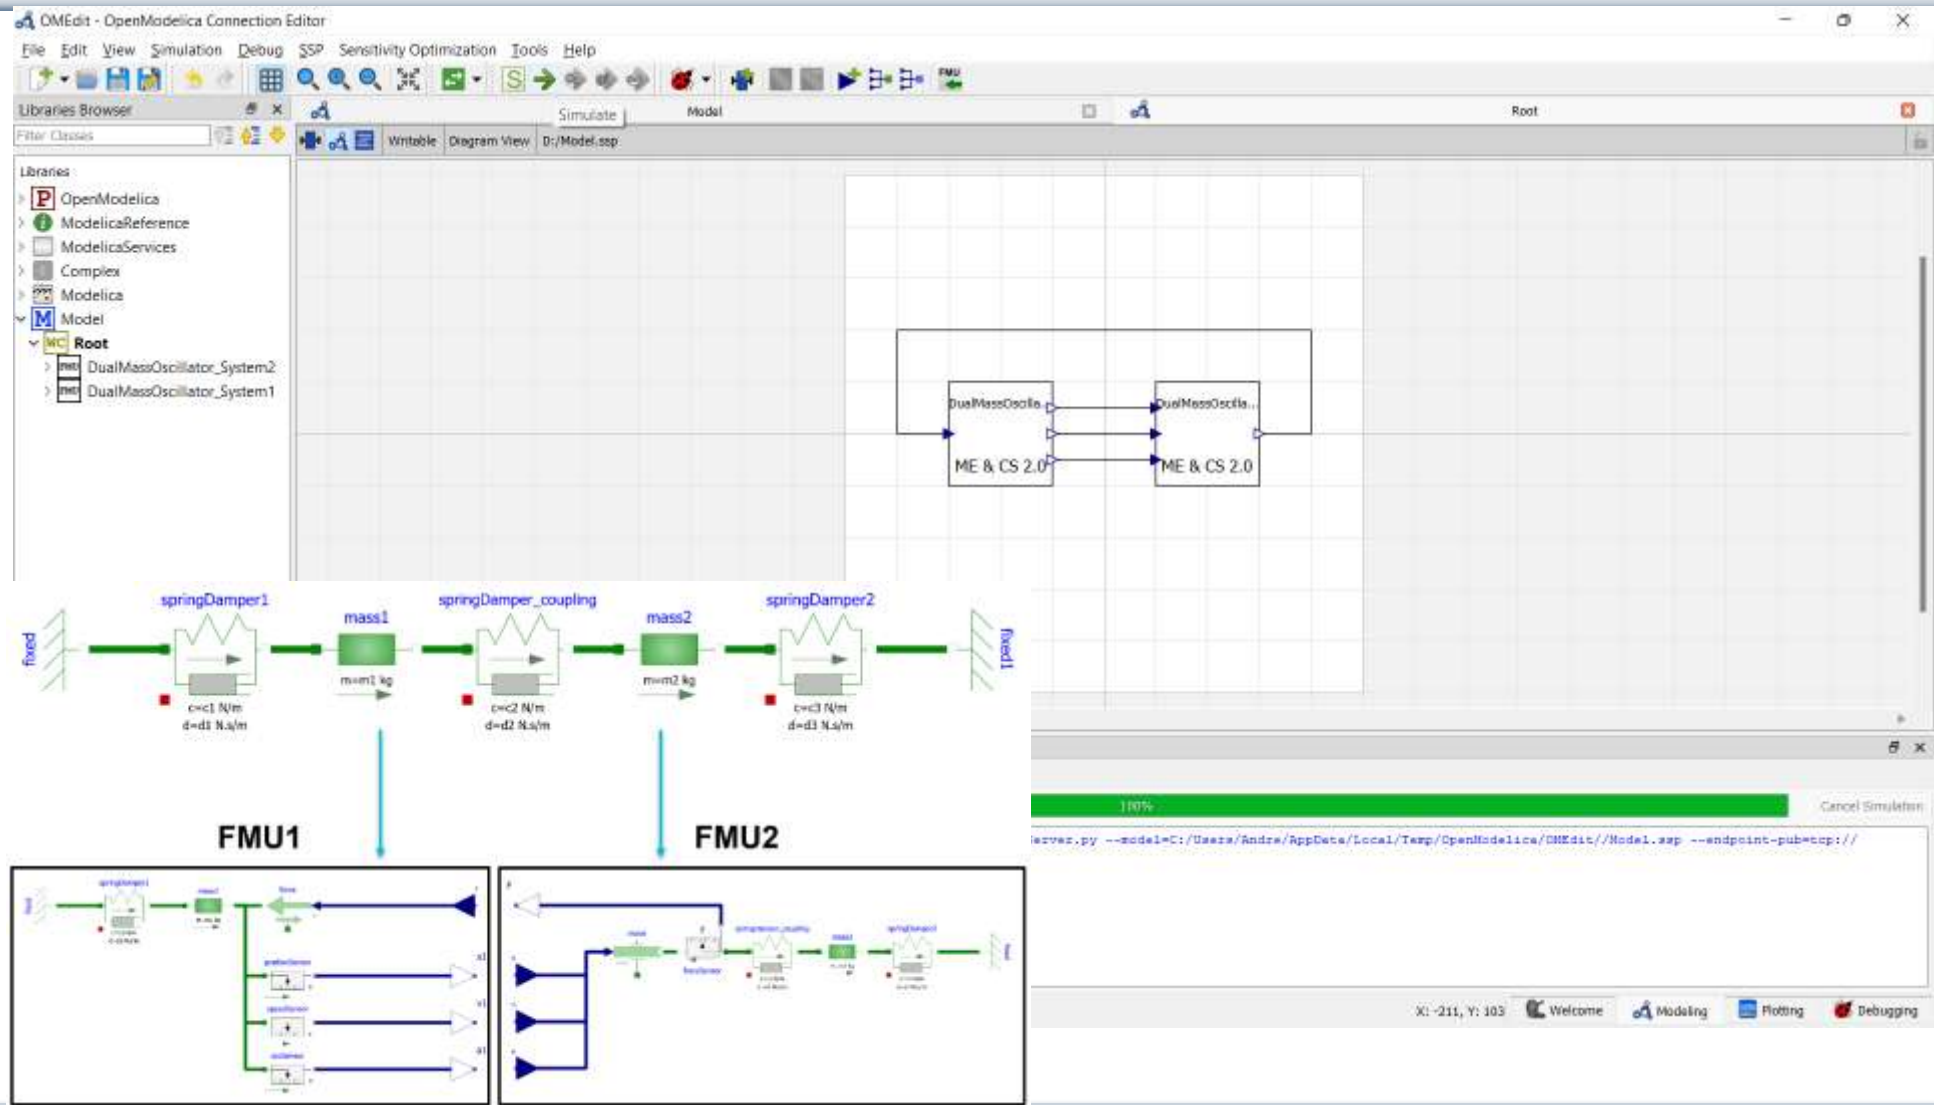 OMEdit - OpenModelica Connection Editor
File Edit View Simulation Debug SSP Sensitivity Optimization Tools Help
FMU
Libraries Browser
Simulate
Model
Root
Filter Classes
Writable
Diagram View
D:/Model.ssp
Libraries
P OpenModelica
ModelicaReference
ModelicaServices
Complex
Modelica
M Model
MC Root
FMU DualMassOscillator_System2
FMU DualMassOscillator_System1
DualMassOscilla...
ME & CS 2.0
DualMassOscilla...
ME & CS 2.0
springDamper1
springDamper_coupling
springDamper2
mass1
mass2
fixed
fixed1
m=m1 kg
m=m2 kg
c=c1 N/m
d=d1 N.s/m
c=c2 N/m
d=d2 N.s/m
c=c3 N/m
d=d3 N.s/m
FMU1
FMU2
100%
Cancel Simulation
erver.py --model=C:/Users/Andre/AppData/Local/Temp/OpenModelica/OMEdit//Model.ssp --endpoint-pub=tcp://
X: -211, Y: 103
Welcome
Modeling
Plotting
Debugging